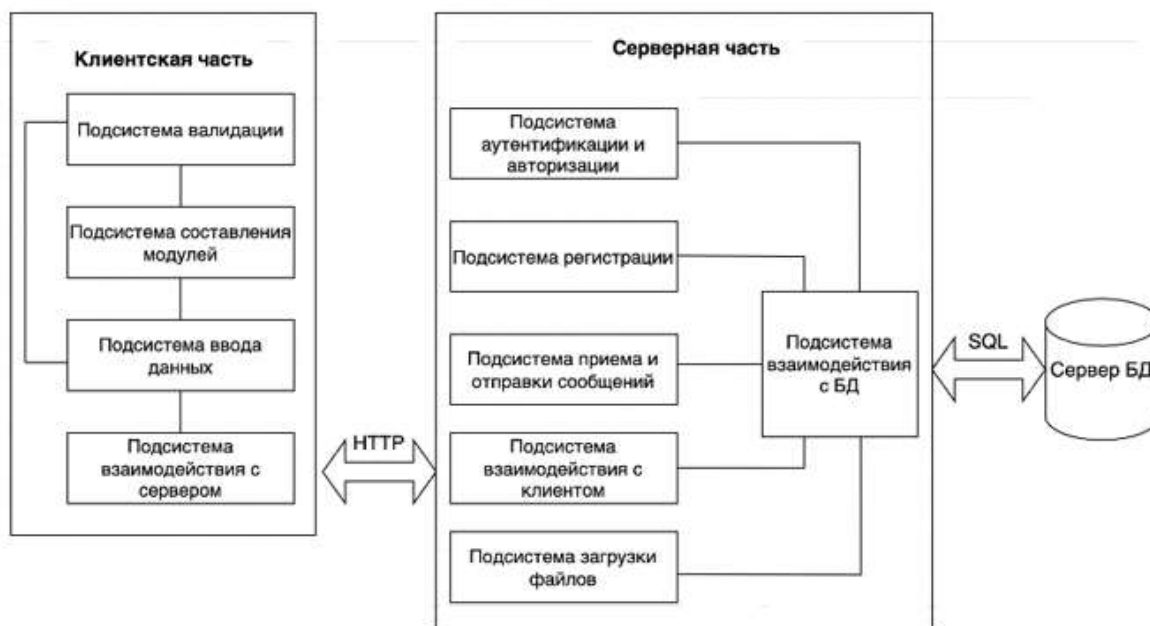 Клиентская часть
Подсистема валидации
Подсистема составления
модулей
Подсистема ввода
данных
Подсистема
взаимодействия с
сервером
HTTP
Серверная часть
Подсистема
аутентификации и
авторизации
Подсистема регистрации
Подсистема приема и
отправки сообщений
Подсистема
взаимодействия с
клиентом
Подсистема загрузки
файлов
Подсистема
взаимодействия
с БД
SQL
Сервер БД